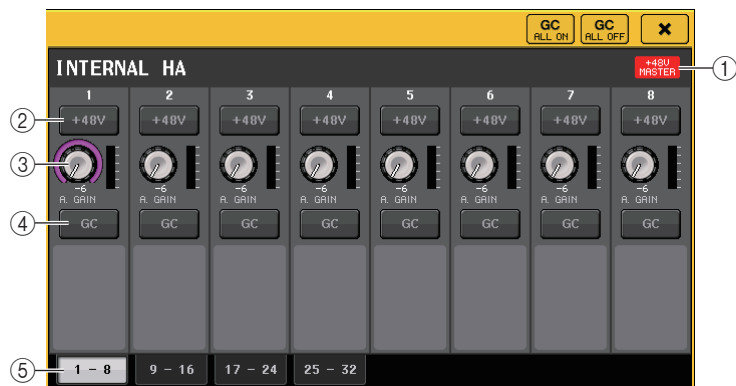 GC ALL ON GC ALL OFF ×
INTERNAL HA +48V MASTER ①
1 2 3 4 5 6 7 8
② +48V +48V +48V +48V +48V +48V +48V +48V
③ -6 -6 -6 -6 -6 -6 -6 -6
A. GAIN A. GAIN A. GAIN A. GAIN A. GAIN A. GAIN A. GAIN A. GAIN
④ GC GC GC GC GC GC GC GC
⑤ 1 - 8 9 - 16 17 - 24 25 - 32